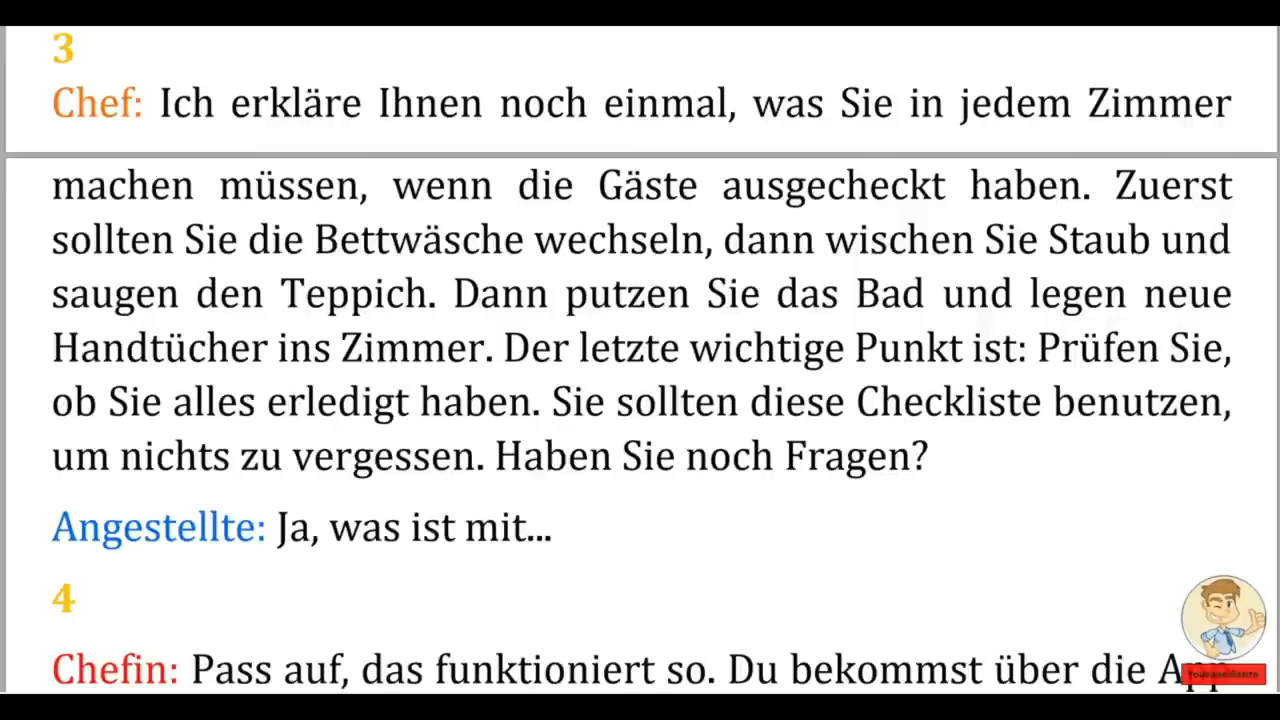 3
Chef: Ich erkläre Ihnen noch einmal, was Sie in jedem Zimmer
machen müssen, wenn die Gäste ausgecheckt haben. Zuerst
sollten Sie die Bettwäsche wechseln, dann wischen Sie Staub und
saugen den Teppich. Dann putzen Sie das Bad und legen neue
Handtücher ins Zimmer. Der letzte wichtige Punkt ist: Prüfen Sie,
ob Sie alles erledigt haben. Sie sollten diese Checkliste benutzen,
um nichts zu vergessen. Haben Sie noch Fragen?
Angestellte: Ja, was ist mit...
4
Chefin: Pass auf, das funktioniert so. Du bekommst über die App